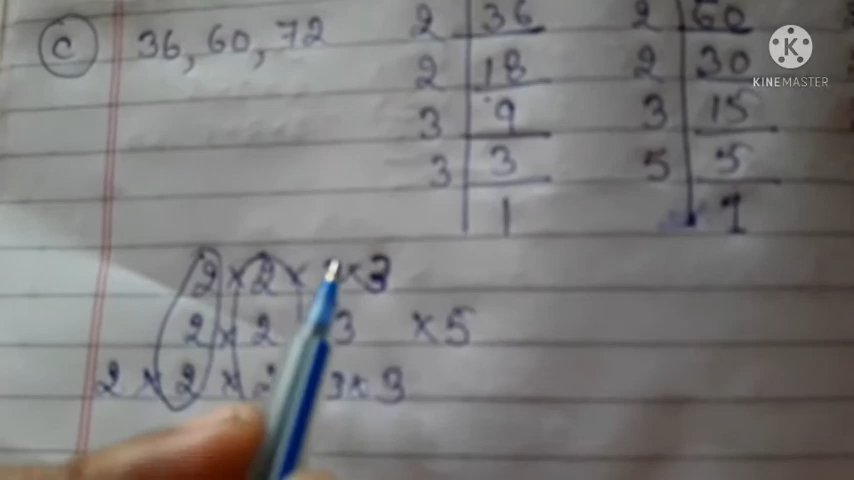 C 36, 60, 72
2 36 2 60
2 18 2 30
3 9 3 15
3 3 5 5
1 1
2 × 2 × × 3
2 × 2 3 × 5
2 × 2 × 2 3 × 3
K
KINEMASTER